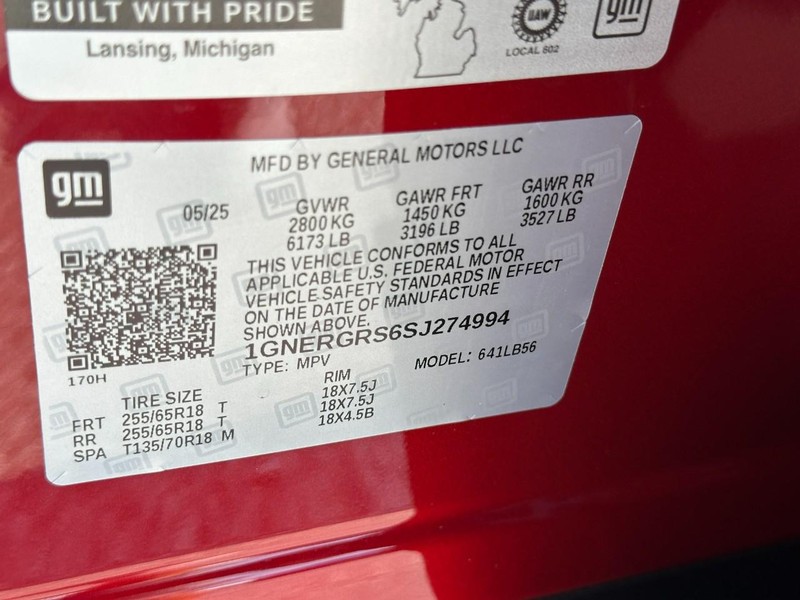 BUILT WITH PRIDE
Lansing, Michigan
UAW
LOCAL 602
gm
gm
MFD BY GENERAL MOTORS LLC
05/25
GVWR
2800 KG
6173 LB
GAWR FRT
1450 KG
3196 LB
GAWR RR
1600 KG
3527 LB
THIS VEHICLE CONFORMS TO ALL
APPLICABLE U.S. FEDERAL MOTOR
VEHICLE SAFETY STANDARDS IN EFFECT
ON THE DATE OF MANUFACTURE
SHOWN ABOVE.
1GNERGRS6SJ274994
TYPE: MPV
MODEL: 641LB56
170H
TIRE SIZE
RIM
FRT 255/65R18 T 18X7.5J
RR 255/65R18 T 18X7.5J
SPA T135/70R18 M 18X4.5B